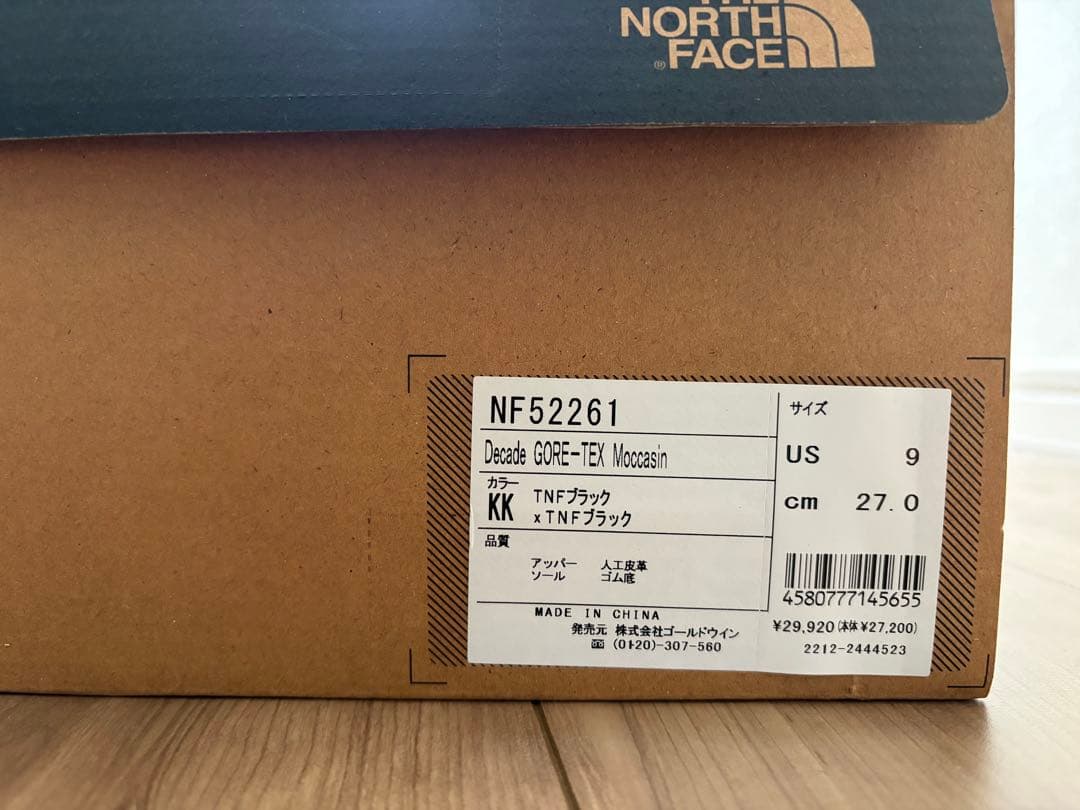 THE
NORTH
FACE
®
NF52261
Decade GORE-TEX Moccasin
カラー
KK
TNFブラック
xTNFブラック
品質
アッパー 人工皮革
ソール ゴム底
MADE IN CHINA
発売元 株式会社ゴールドウイン
(0120)-307-560
サイズ
US 9
cm 27.0
4580777145655
¥29,920(本体¥27,200)
2212-2444523